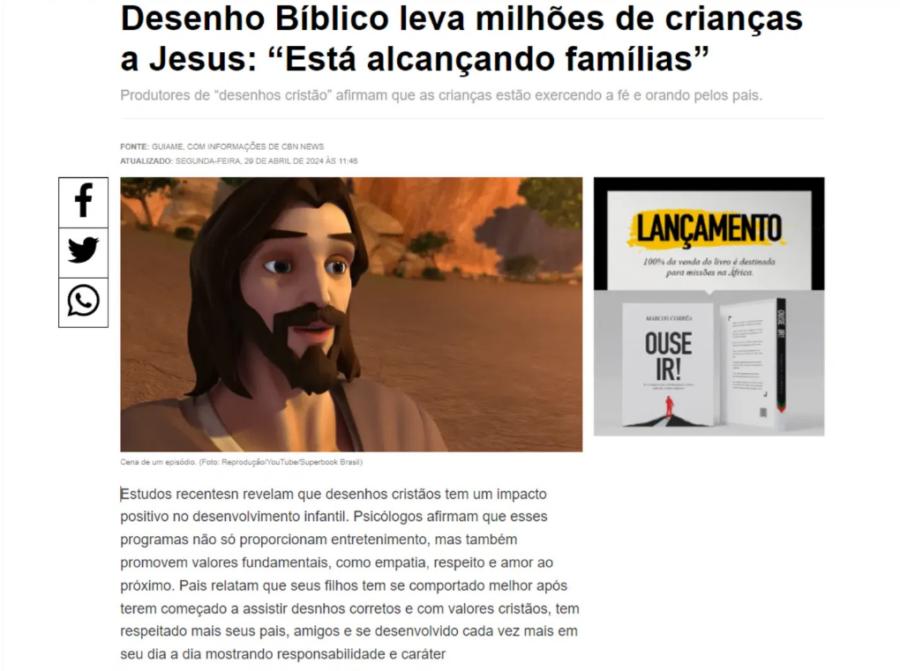 Desenho Bíblico leva milhões de crianças
a Jesus: “Está alcançando famílias”
Produtores de “desenhos cristão” afirmam que as crianças estão exercendo a fé e orando pelos pais.
FONTE: GUIAME, COM INFORMAÇÕES DE CBN NEWS
ATUALIZADO: SEGUNDA-FEIRA, 29 DE ABRIL DE 2024 ÀS 11:46
LANÇAMENTO
100% da venda do livro é destinada
para missões na África.
MARCOS CORRÊA
OUSE
IR!
OUSE IR!
Cena de um episódio. (Foto: Reprodução/YouTube/Superbook Brasil)
Estudos recentesn revelam que desenhos cristãos tem um impacto
positivo no desenvolvimento infantil. Psicólogos afirmam que esses
programas não só proporcionam entretenimento, mas também
promovem valores fundamentais, como empatia, respeito e amor ao
próximo. Pais relatam que seus filhos tem se comportado melhor após
terem começado a assistir desnhos corretos e com valores cristãos, tem
respeitado mais seus pais, amigos e se desenvolvido cada vez mais em
seu dia a dia mostrando responsabilidade e caráter